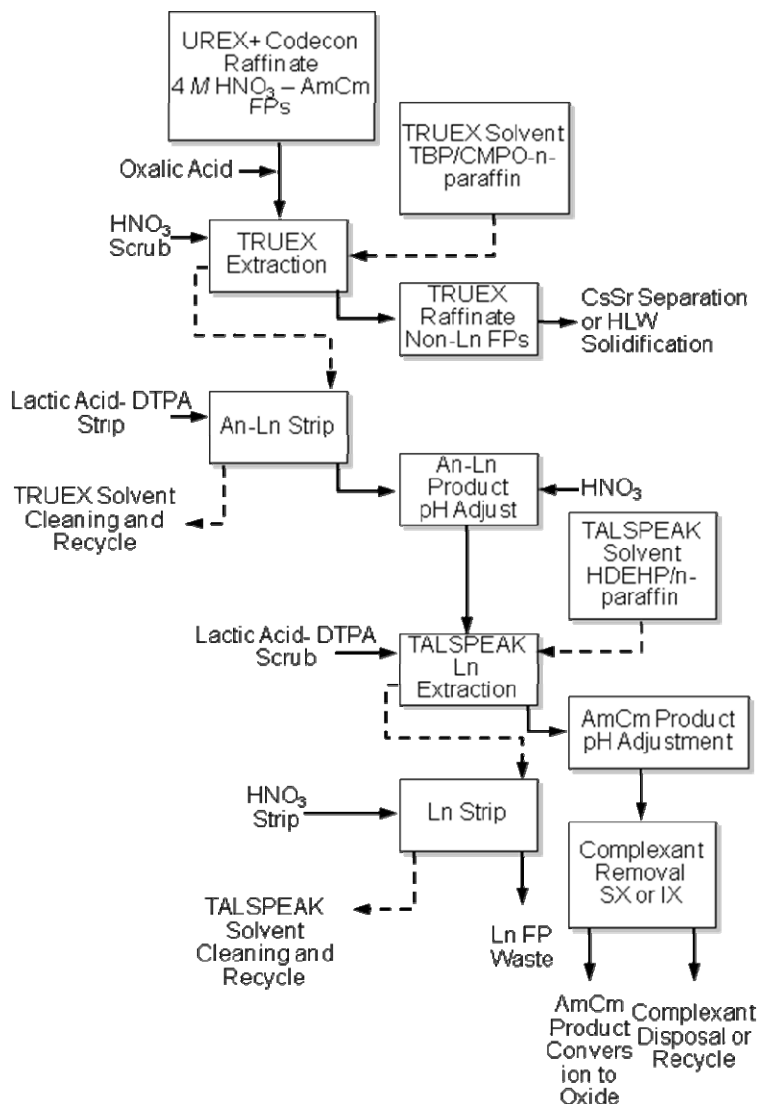 UREX+ Codecon
Raffinate
4 M HNO3 – AmCm
FPs
TRUEX Solvent
TBP/CMPO-n-
paraffin
Oxalic Acid
HNO3
Scrub
TRUEX
Extraction
TRUEX
Raffinate
Non-Ln FPs
CsSr Separation
or HLW
Solidification
Lactic Acid- DTPA
Strip
An-Ln Strip
An-Ln
Product
pH Adjust
HNO3
TRUEX Solvent
Cleaning and
Recycle
TALSPEAK
Solvent
HDEHP/n-
paraffin
Lactic Acid- DTPA
Scrub
TALSPEAK
Ln
Extraction
AmCm Product
pH Adjustment
HNO3
Strip
Ln Strip
Complexant
Removal
SX or IX
TALSPEAK
Solvent
Cleaning and
Recycle
Ln FP
Waste
AmCm
Product
Convers
ion to
Oxide
Complexant
Disposal or
Recycle